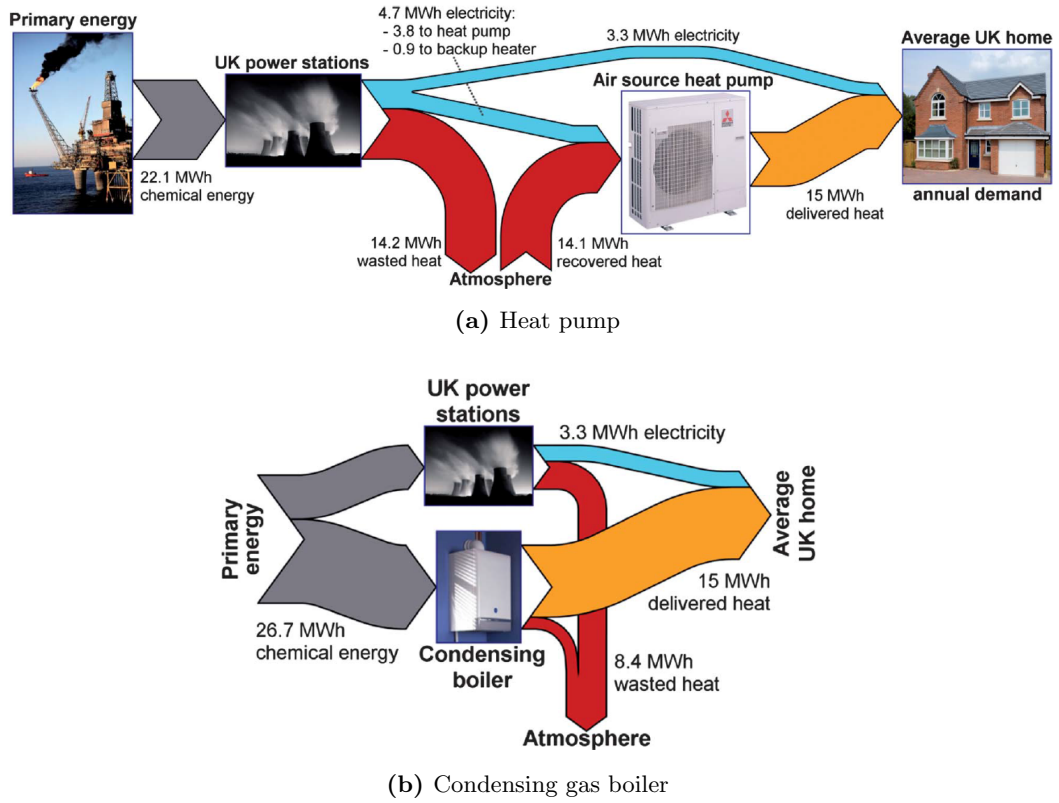 Primary energy
UK power stations
4.7 MWh electricity:
- 3.8 to heat pump
- 0.9 to backup heater
3.3 MWh electricity
Air source heat pump
Average UK home
22.1 MWh
chemical energy
14.2 MWh
wasted heat
14.1 MWh
recovered heat
Atmosphere
15 MWh
delivered heat
annual demand
(a) Heat pump
UK power
stations
3.3 MWh electricity
Primary
energy
Average
UK home
26.7 MWh
chemical energy
Condensing
boiler
15 MWh
delivered heat
8.4 MWh
wasted heat
Atmosphere
(b) Condensing gas boiler